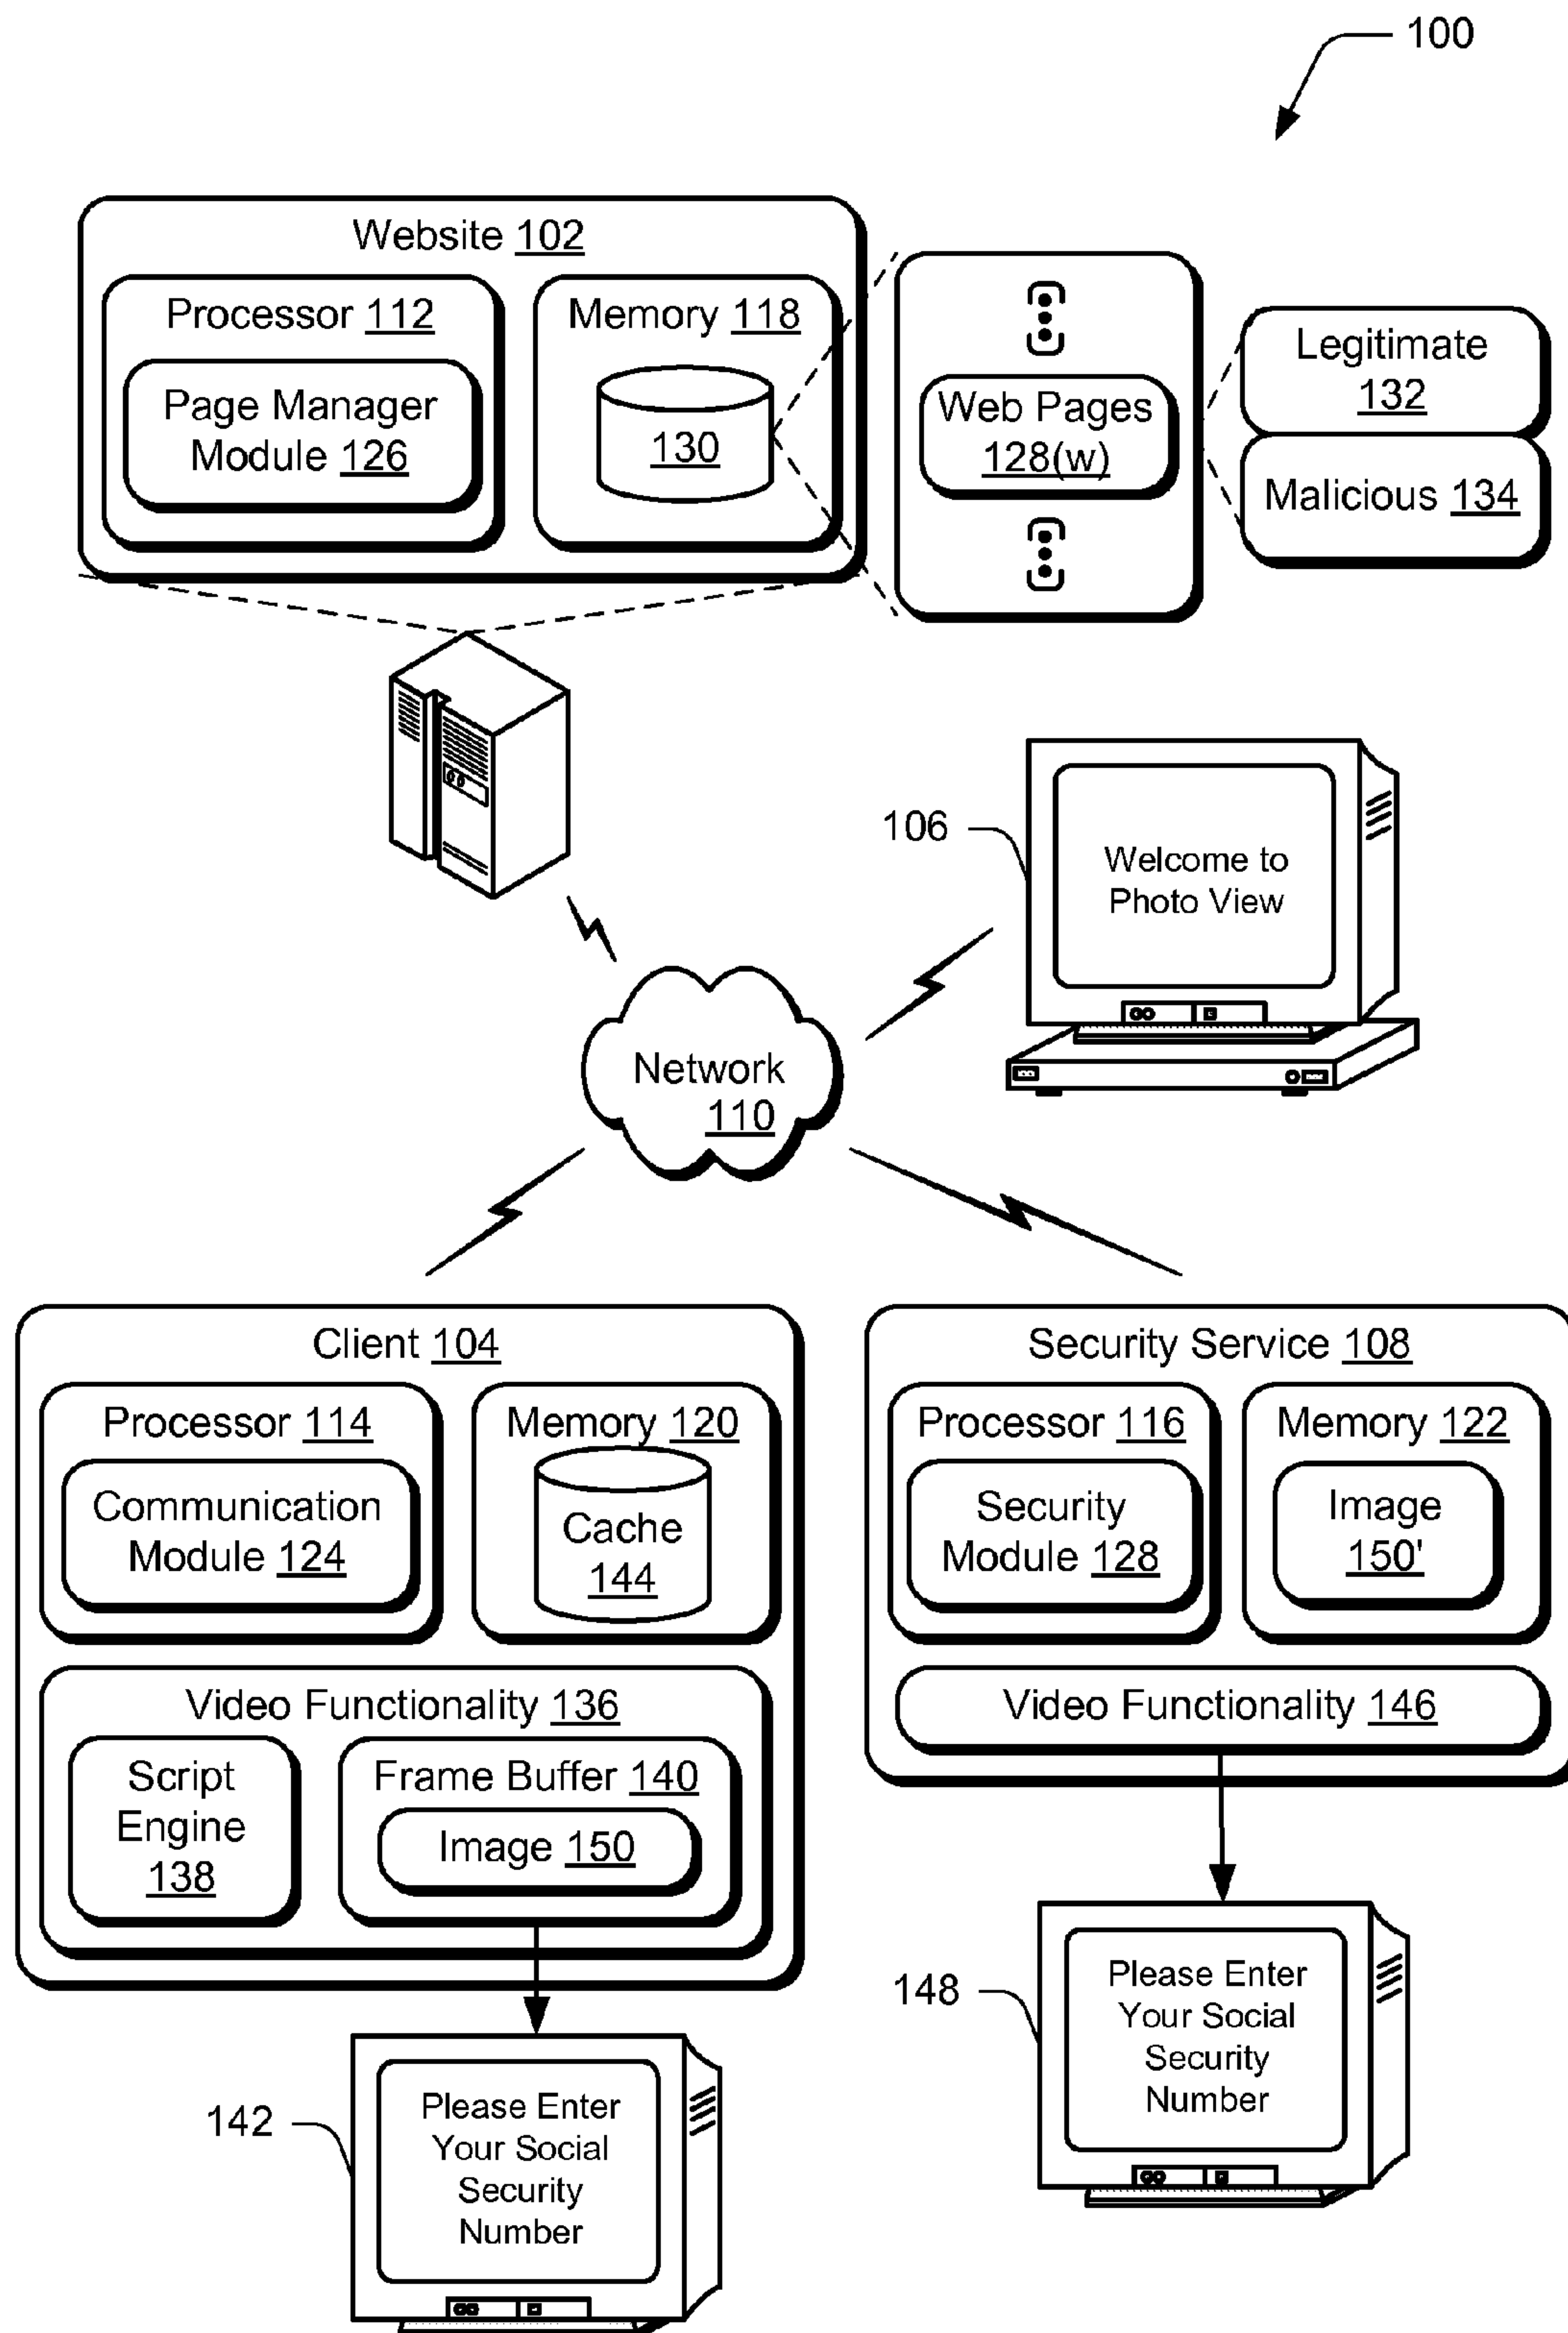 100
Website 102
Processor 112
Page Manager
Module 126
Memory 118
130
Web Pages
128(w)
Legitimate
132
Malicious 134
106
Welcome to
Photo View
Network
110
Client 104
Processor 114
Communication
Module 124
Memory 120
Cache
144
Video Functionality 136
Script
Engine
138
Frame Buffer 140
Image 150
142
Please Enter
Your Social
Security
Number
Security Service 108
Processor 116
Security
Module 128
Memory 122
Image
150'
Video Functionality 146
148
Please Enter
Your Social
Security
Number